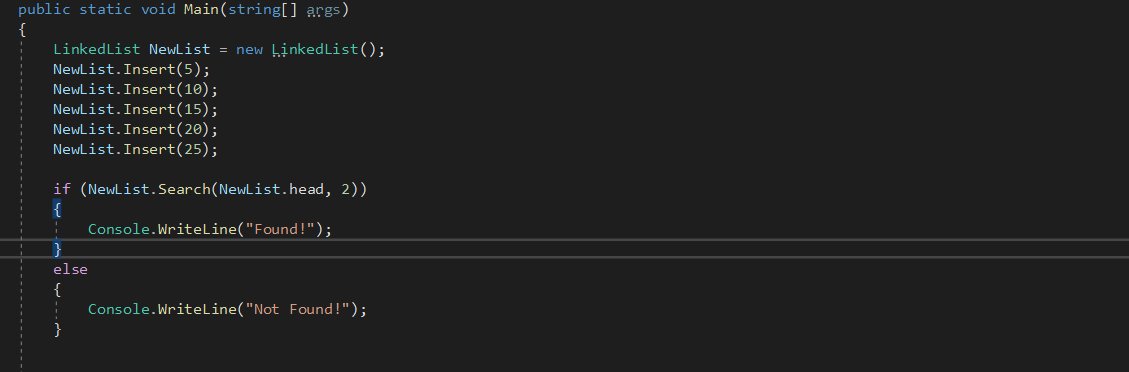 public static void Main(string[] args)
{
    LinkedList NewList = new LinkedList();
    NewList.Insert(5);
    NewList.Insert(10);
    NewList.Insert(15);
    NewList.Insert(20);
    NewList.Insert(25);

    if (NewList.Search(NewList.head, 2))
    {
        Console.WriteLine("Found!");
    }
    else
    {
        Console.WriteLine("Not Found!");
    }